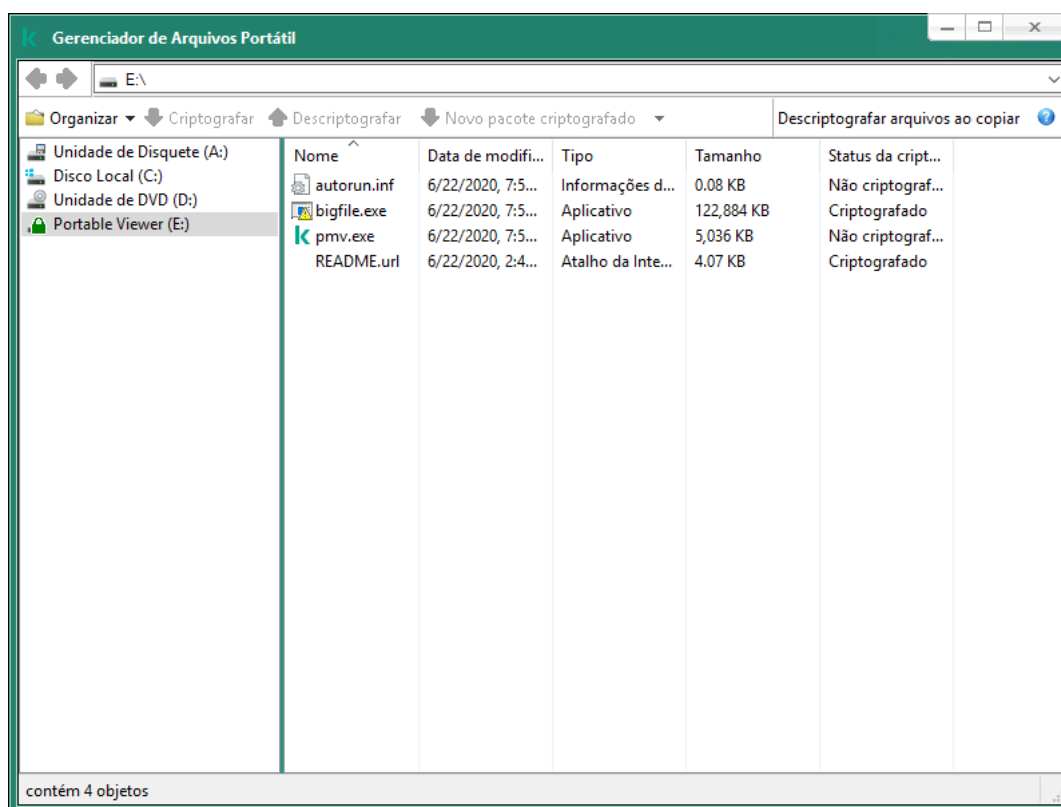 Gerenciador de Arquivos Portátil
E:\
Organizar Criptografar Descriptografar Novo pacote criptografado Descriptografar arquivos ao copiar
Unidade de Disquete (A:)
Disco Local (C:)
Unidade de DVD (D:)
Portable Viewer (E:)
Nome Data de modifi... Tipo Tamanho Status da cript...
autorun.inf 6/22/2020, 7:5... Informações d... 0.08 KB Não criptograf...
bigfile.exe 6/22/2020, 7:5... Aplicativo 122,884 KB Criptografado
pmv.exe 6/22/2020, 7:5... Aplicativo 5,036 KB Não criptograf...
README.url 6/22/2020, 2:4... Atalho da Inte... 4.07 KB Criptografado
contém 4 objetos